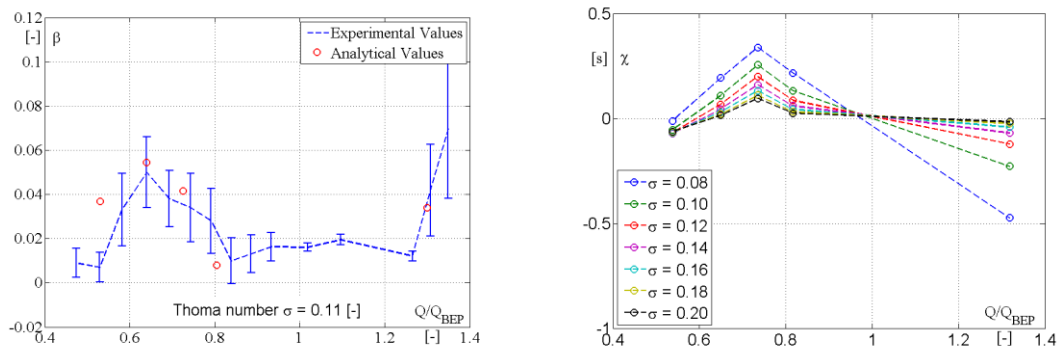 0.12
[-] β
0.1
0.08
0.06
0.04
0.02
0
-0.02
0.4
0.6
0.8
1
1.2
1.4
Experimental Values
Analytical Values
Thoma number σ = 0.11 [-]
Q/Q_BEP
[-]
0.5
[s] χ
0
-0.5
-1
0.4
0.6
0.8
1
1.2
1.4
σ = 0.08
σ = 0.10
σ = 0.12
σ = 0.14
σ = 0.16
σ = 0.18
σ = 0.20
Q/Q_BEP
[-]